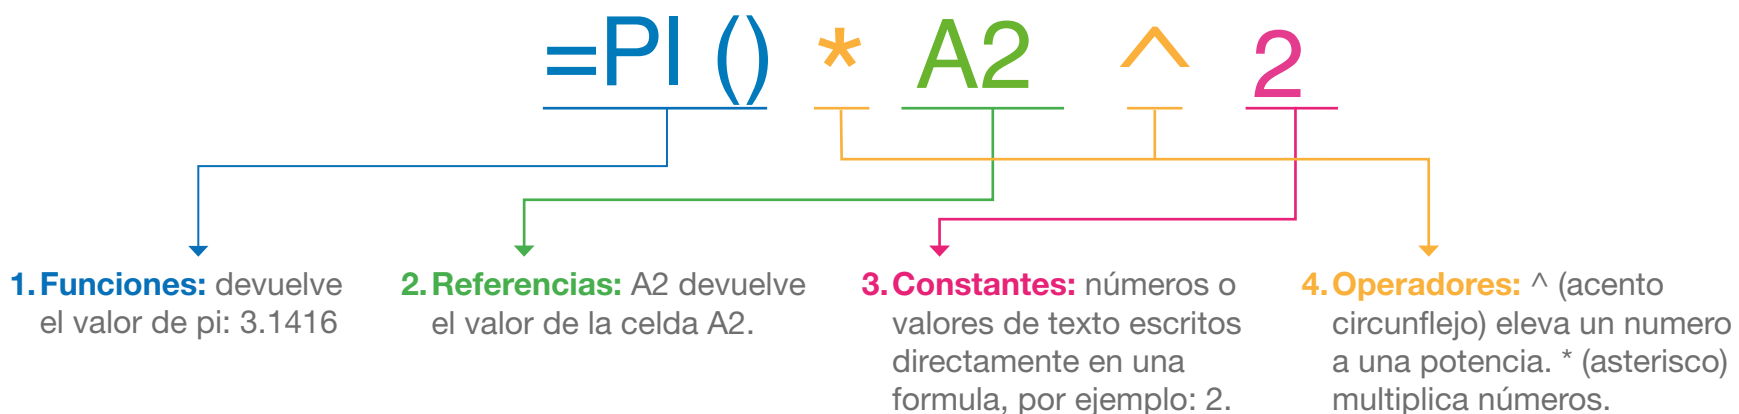 =PI () * A2 ^ 2
1. Funciones: devuelve
el valor de pi: 3.1416
2. Referencias: A2 devuelve
el valor de la celda A2.
3. Constantes: números o
valores de texto escritos
directamente en una
formula, por ejemplo: 2.
4. Operadores: ^ (acento
circunflejo) eleva un numero
a una potencia. * (asterisco)
multiplica números.